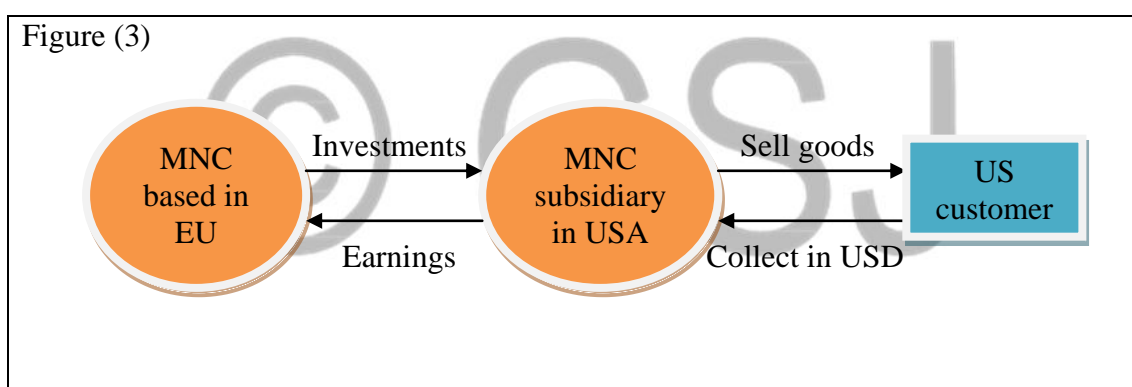 Figure (3)
© GSJ
MNC
based in
EU
Investments
Earnings
MNC
subsidiary
in USA
Sell goods
Collect in USD
US
customer